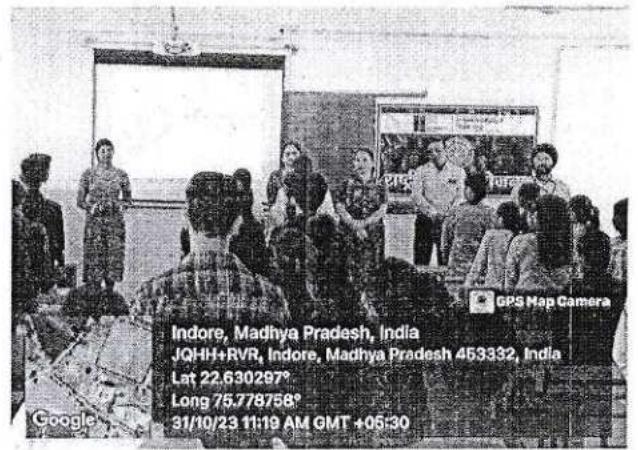 GPS Map Camera
Indore, Madhya Pradesh, India
JQHH+RVR, Indore, Madhya Pradesh 453332, India
Lat 22.630297°
Long 75.778758°
31/10/23 11:19 AM GMT +05:30
Google